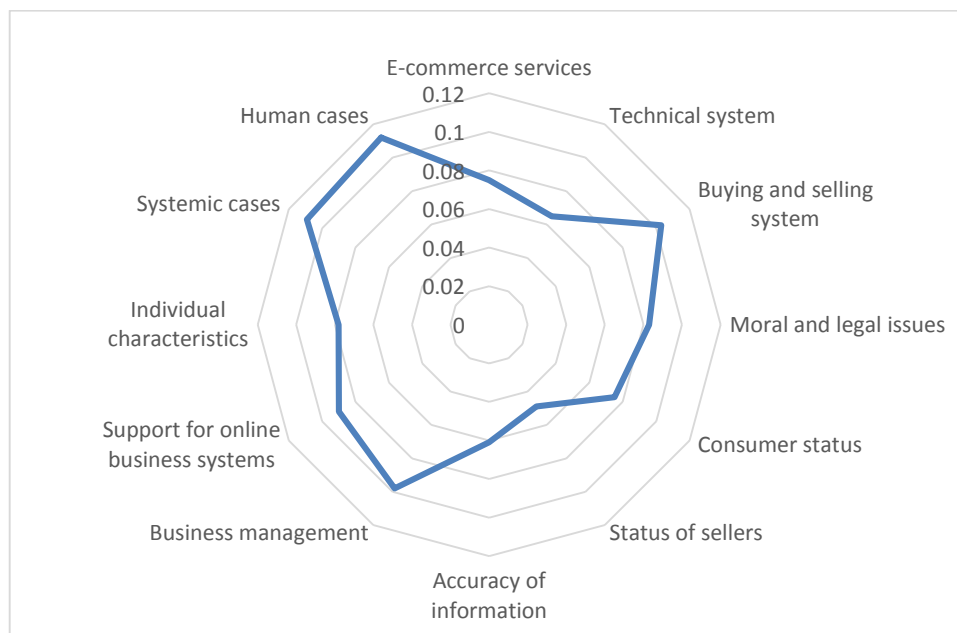 E-commerce services
0.12
Human cases
Technical system
0.1
0.08
Systemic cases
Buying and selling
system
0.06
0.04
0.02
Individual
characteristics
0
Moral and legal issues
Support for online
business systems
Consumer status
Business management
Status of sellers
Accuracy of
information